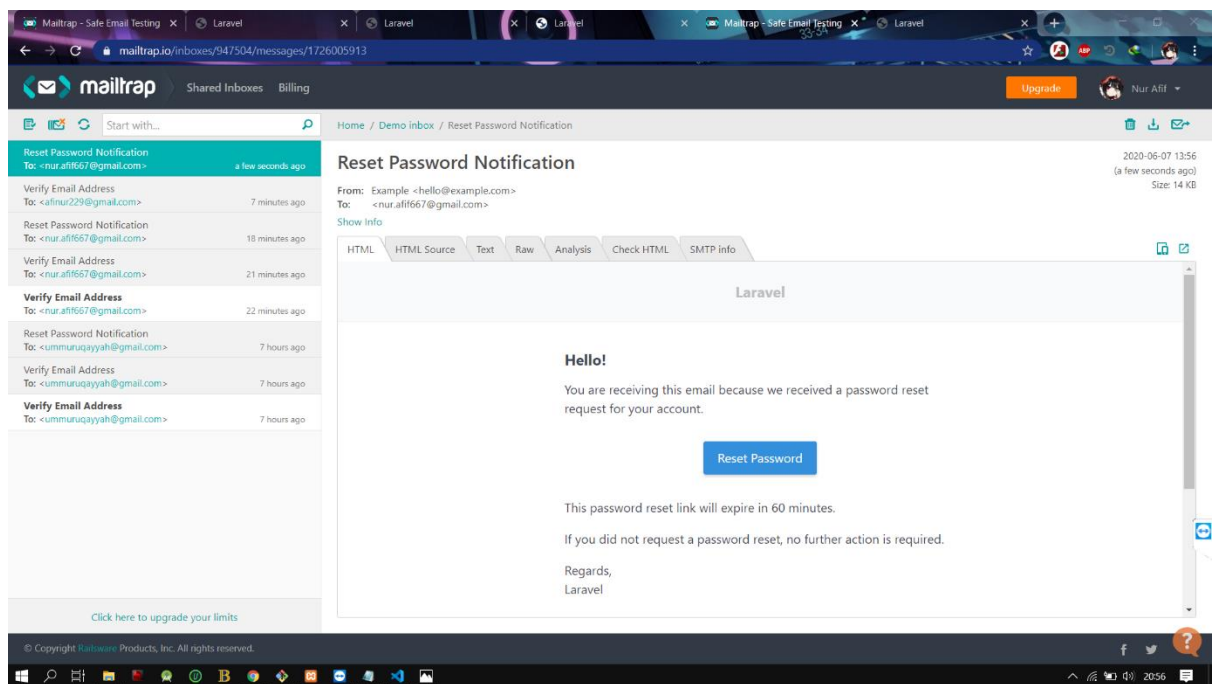 Mailtrap - Safe Email Testing
Laravel
Laravel
Laravel
Mailtrap - Safe Email Testing
Laravel
33-34
mailtrap.io/inboxes/947504/messages/1726005913
ABP
mailtrap
Shared Inboxes
Billing
Upgrade
Nur Afif
Start with...
Home / Demo inbox / Reset Password Notification
Reset Password Notification
To: <nur.afif667@gmail.com>
a few seconds ago
Verify Email Address
To: <afinur229@gmail.com>
7 minutes ago
Reset Password Notification
To: <nur.afif667@gmail.com>
18 minutes ago
Verify Email Address
To: <nur.afif667@gmail.com>
21 minutes ago
Verify Email Address
To: <nur.afif667@gmail.com>
22 minutes ago
Reset Password Notification
To: <ummuruqayyah@gmail.com>
7 hours ago
Verify Email Address
To: <ummuruqayyah@gmail.com>
7 hours ago
Verify Email Address
To: <ummuruqayyah@gmail.com>
7 hours ago
Click here to upgrade your limits
Reset Password Notification
2020-06-07 13:56
(a few seconds ago)
Size: 14 KB
From: Example <hello@example.com>
To: <nur.afif667@gmail.com>
Show Info
HTML
HTML Source
Text
Raw
Analysis
Check HTML
SMTP info
Laravel
Hello!
You are receiving this email because we received a password reset
request for your account.
Reset Password
This password reset link will expire in 60 minutes.
If you did not request a password reset, no further action is required.
Regards,
Laravel
© Copyright Railsware Products, Inc. All rights reserved.
?
20:56